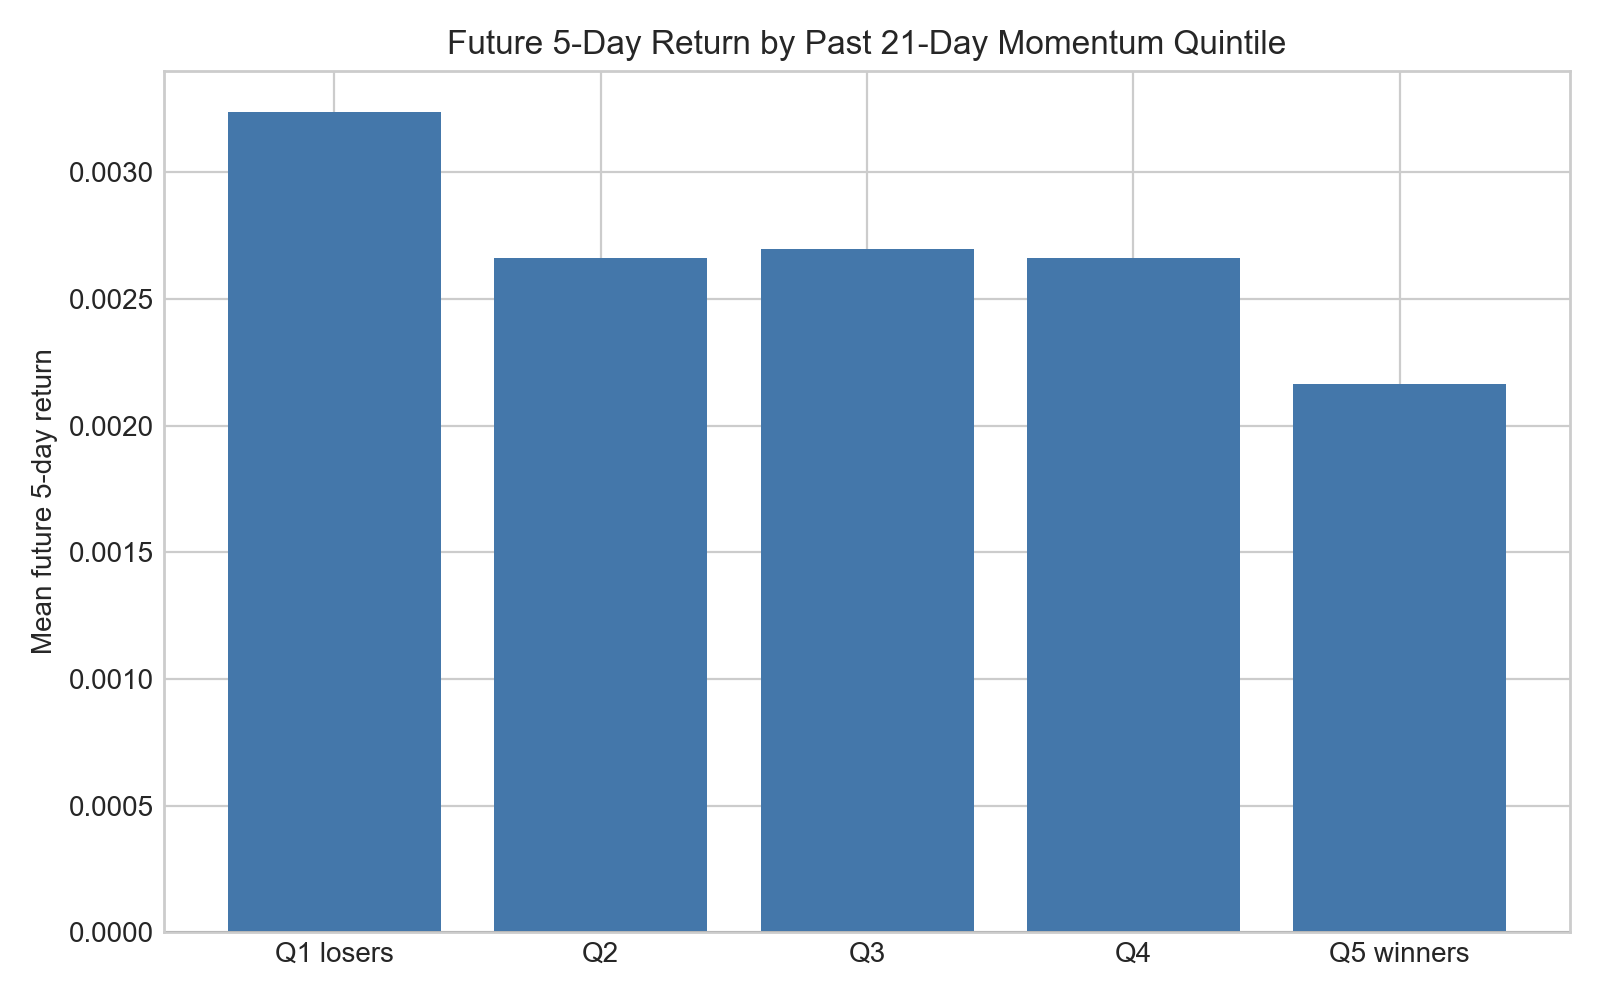 Future 5-Day Return by Past 21-Day Momentum Quintile
Mean future 5-day return
0.0030
0.0025
0.0020
0.0015
0.0010
0.0005
0.0000
Q1 losers
Q2
Q3
Q4
Q5 winners